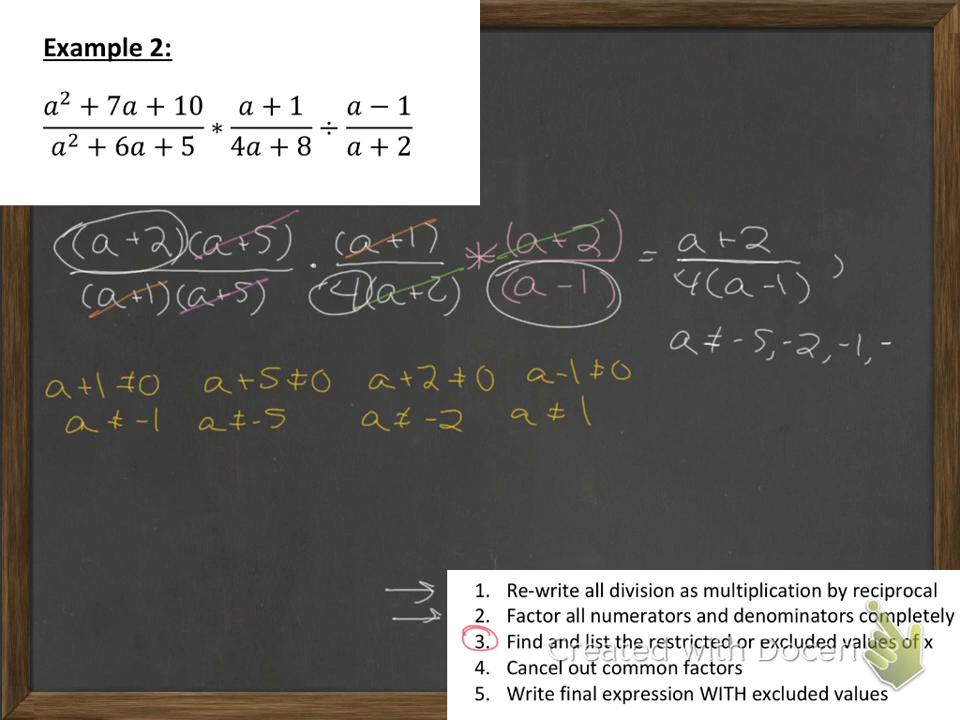 Example 2:
a² + 7a + 10 / a² + 6a + 5 * a + 1 / 4a + 8 ÷ a − 1 / a + 2
(a+2)(a+5) / (a+1)(a+5) · (a+1) / 4(a+2) * (a+2) / (a-1) = a+2 / 4(a-1) ,
a ≠ -5, -2, -1, -
a+1 ≠ 0 a+5 ≠ 0 a+2 ≠ 0 a-1 ≠ 0
a ≠ -1 a ≠ -5 a ≠ -2 a ≠ 1
1. Re-write all division as multiplication by reciprocal
2. Factor all numerators and denominators completely
3. Find and list the restricted or excluded values of x
Created with Docen
4. Cancel out common factors
5. Write final expression WITH excluded values